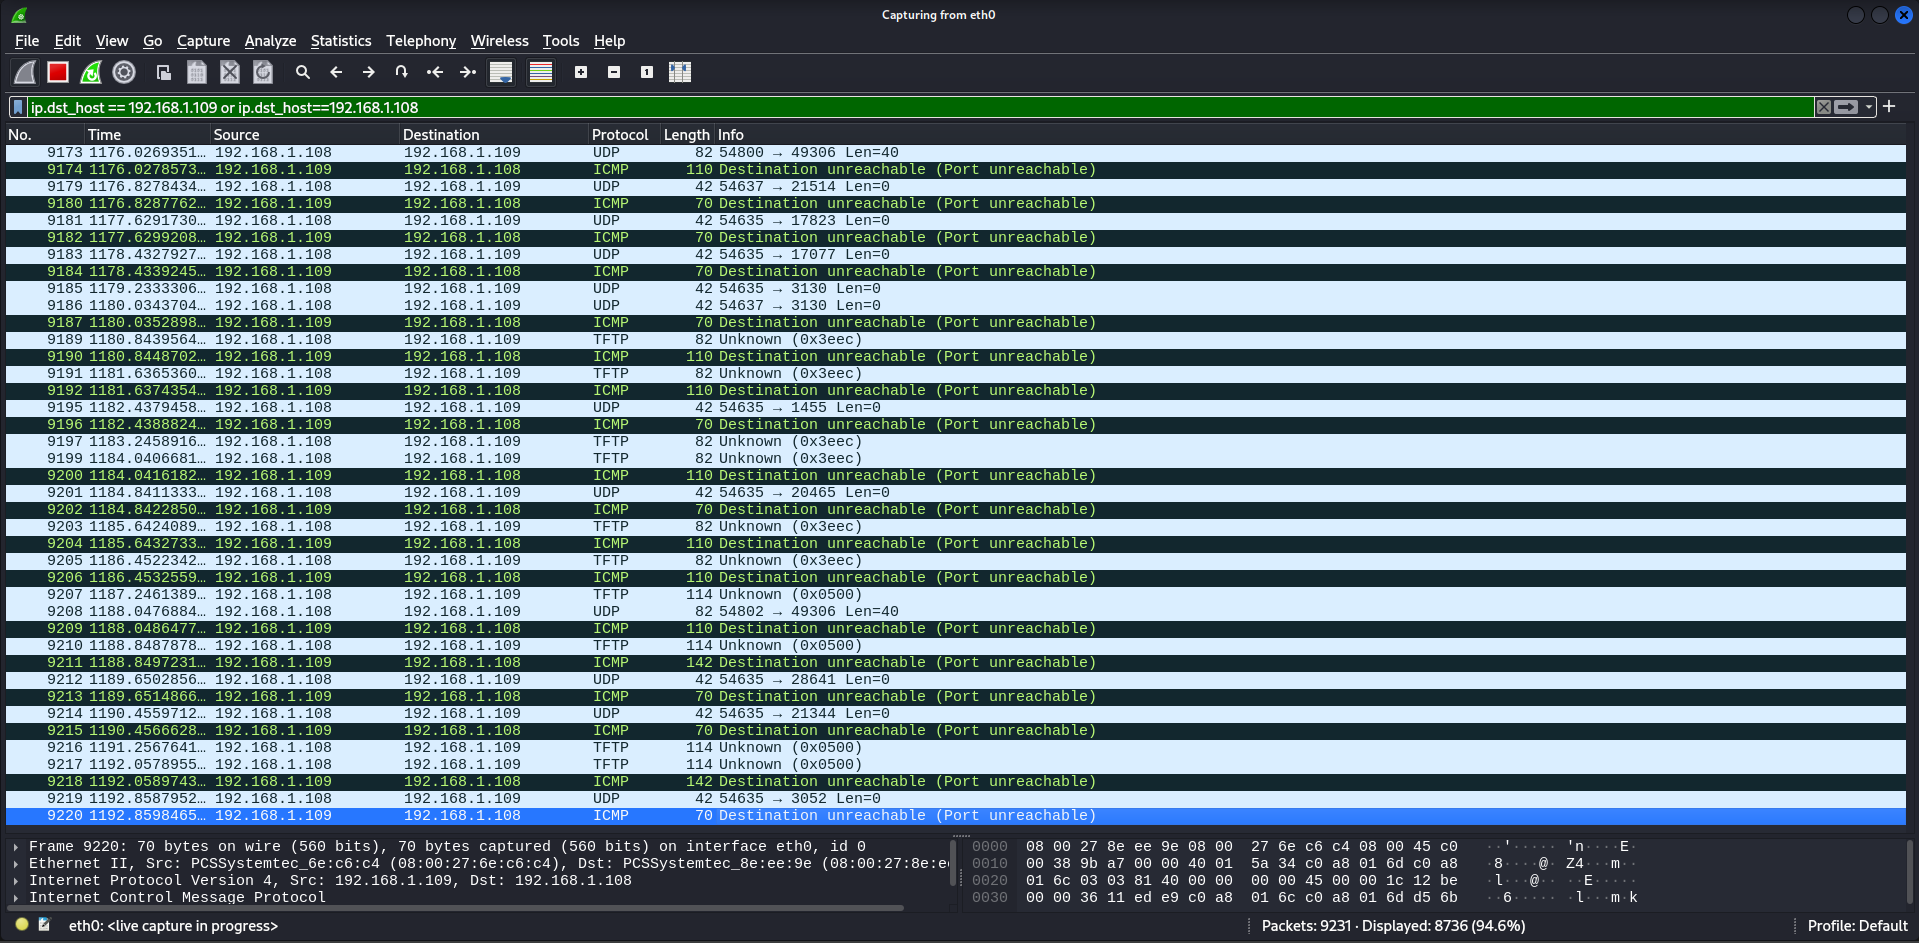 Capturing from eth0
File Edit View Go Capture Analyze Statistics Telephony Wireless Tools Help
ip.dst_host == 192.168.1.109 or ip.dst_host==192.168.1.108
No. Time Source Destination Protocol Length Info
9173 1176.0269351… 192.168.1.108 192.168.1.109 UDP 82 54800 → 49306 Len=40
9174 1176.0278573… 192.168.1.109 192.168.1.108 ICMP 110 Destination unreachable (Port unreachable)
9179 1176.8278434… 192.168.1.108 192.168.1.109 UDP 42 54637 → 21514 Len=0
9180 1176.8287762… 192.168.1.109 192.168.1.108 ICMP 70 Destination unreachable (Port unreachable)
9181 1177.6291730… 192.168.1.108 192.168.1.109 UDP 42 54635 → 17823 Len=0
9182 1177.6299208… 192.168.1.109 192.168.1.108 ICMP 70 Destination unreachable (Port unreachable)
9183 1178.4327927… 192.168.1.108 192.168.1.109 UDP 42 54635 → 17077 Len=0
9184 1178.4339245… 192.168.1.109 192.168.1.108 ICMP 70 Destination unreachable (Port unreachable)
9185 1179.2333306… 192.168.1.108 192.168.1.109 UDP 42 54635 → 3130 Len=0
9186 1180.0343704… 192.168.1.108 192.168.1.109 UDP 42 54637 → 3130 Len=0
9187 1180.0352898… 192.168.1.109 192.168.1.108 ICMP 70 Destination unreachable (Port unreachable)
9189 1180.8439564… 192.168.1.108 192.168.1.109 TFTP 82 Unknown (0x3eec)
9190 1180.8448702… 192.168.1.109 192.168.1.108 ICMP 110 Destination unreachable (Port unreachable)
9191 1181.6365360… 192.168.1.108 192.168.1.109 TFTP 82 Unknown (0x3eec)
9192 1181.6374354… 192.168.1.109 192.168.1.108 ICMP 110 Destination unreachable (Port unreachable)
9195 1182.4379458… 192.168.1.108 192.168.1.109 UDP 42 54635 → 1455 Len=0
9196 1182.4388824… 192.168.1.109 192.168.1.108 ICMP 70 Destination unreachable (Port unreachable)
9197 1183.2458916… 192.168.1.108 192.168.1.109 TFTP 82 Unknown (0x3eec)
9199 1184.0406681… 192.168.1.108 192.168.1.109 TFTP 82 Unknown (0x3eec)
9200 1184.0416182… 192.168.1.109 192.168.1.108 ICMP 110 Destination unreachable (Port unreachable)
9201 1184.8411333… 192.168.1.108 192.168.1.109 UDP 42 54635 → 20465 Len=0
9202 1184.8422850… 192.168.1.109 192.168.1.108 ICMP 70 Destination unreachable (Port unreachable)
9203 1185.6424089… 192.168.1.108 192.168.1.109 TFTP 82 Unknown (0x3eec)
9204 1185.6432733… 192.168.1.109 192.168.1.108 ICMP 110 Destination unreachable (Port unreachable)
9205 1186.4522342… 192.168.1.108 192.168.1.109 TFTP 82 Unknown (0x3eec)
9206 1186.4532559… 192.168.1.109 192.168.1.108 ICMP 110 Destination unreachable (Port unreachable)
9207 1187.2461389… 192.168.1.108 192.168.1.109 TFTP 114 Unknown (0x0500)
9208 1188.0476884… 192.168.1.108 192.168.1.109 UDP 82 54802 → 49306 Len=40
9209 1188.0486477… 192.168.1.109 192.168.1.108 ICMP 110 Destination unreachable (Port unreachable)
9210 1188.8487878… 192.168.1.108 192.168.1.109 TFTP 114 Unknown (0x0500)
9211 1188.8497231… 192.168.1.109 192.168.1.108 ICMP 142 Destination unreachable (Port unreachable)
9212 1189.6502856… 192.168.1.108 192.168.1.109 UDP 42 54635 → 28641 Len=0
9213 1189.6514866… 192.168.1.109 192.168.1.108 ICMP 70 Destination unreachable (Port unreachable)
9214 1190.4559712… 192.168.1.108 192.168.1.109 UDP 42 54635 → 21344 Len=0
9215 1190.4566628… 192.168.1.109 192.168.1.108 ICMP 70 Destination unreachable (Port unreachable)
9216 1191.2567641… 192.168.1.108 192.168.1.109 TFTP 114 Unknown (0x0500)
9217 1192.0578955… 192.168.1.108 192.168.1.109 TFTP 114 Unknown (0x0500)
9218 1192.0589743… 192.168.1.109 192.168.1.108 ICMP 142 Destination unreachable (Port unreachable)
9219 1192.8587952… 192.168.1.108 192.168.1.109 UDP 42 54635 → 3052 Len=0
9220 1192.8598465… 192.168.1.109 192.168.1.108 ICMP 70 Destination unreachable (Port unreachable)
Frame 9220: 70 bytes on wire (560 bits), 70 bytes captured (560 bits) on interface eth0, id 0
Ethernet II, Src: PCSSystemtec_6e:c6:c4 (08:00:27:6e:c6:c4), Dst: PCSSystemtec_8e:ee:9e (08:00:27:8e:ee
Internet Protocol Version 4, Src: 192.168.1.109, Dst: 192.168.1.108
Internet Control Message Protocol
0000 08 00 27 8e ee 9e 08 00 27 6e c6 c4 08 00 45 c0 ··'····· 'n····E·
0010 00 38 9b a7 00 00 40 01 5a 34 c0 a8 01 6d c0 a8 ·8····@· Z4···m··
0020 01 6c 03 03 81 40 00 00 00 00 45 00 00 1c 12 be ·l···@·· ··E·····
0030 00 00 36 11 ed e9 c0 a8 01 6c c0 a8 01 6d d5 6b ··6····· ·l···m·k
eth0: <live capture in progress>
Packets: 9231 · Displayed: 8736 (94.6%)
Profile: Default